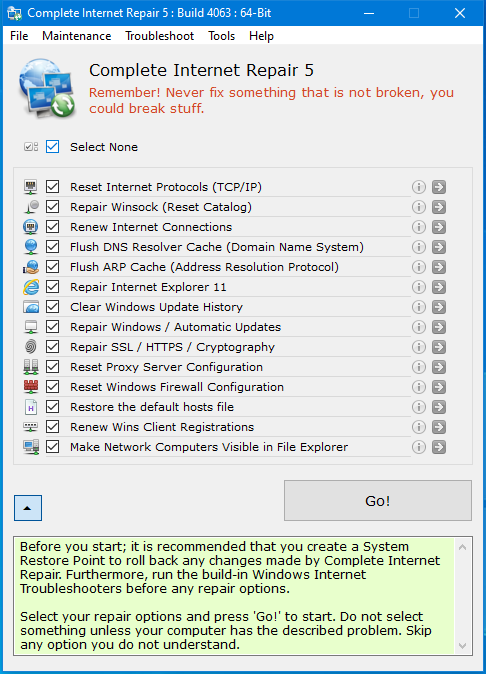 Complete Internet Repair 5 : Build 4063 : 64-Bit
File Maintenance Troubleshoot Tools Help
Complete Internet Repair 5
Remember! Never fix something that is not broken, you
could break stuff.
Select None
Reset Internet Protocols (TCP/IP)
Repair Winsock (Reset Catalog)
Renew Internet Connections
Flush DNS Resolver Cache (Domain Name System)
Flush ARP Cache (Address Resolution Protocol)
Repair Internet Explorer 11
Clear Windows Update History
Repair Windows / Automatic Updates
Repair SSL / HTTPS / Cryptography
Reset Proxy Server Configuration
Reset Windows Firewall Configuration
Restore the default hosts file
Renew Wins Client Registrations
Make Network Computers Visible in File Explorer
Go!
Before you start; it is recommended that you create a System
Restore Point to roll back any changes made by Complete Internet
Repair. Furthermore, run the build-in Windows Internet
Troubleshooters before any repair options.
Select your repair options and press 'Go!' to start. Do not select
something unless your computer has the described problem. Skip
any option you do not understand.